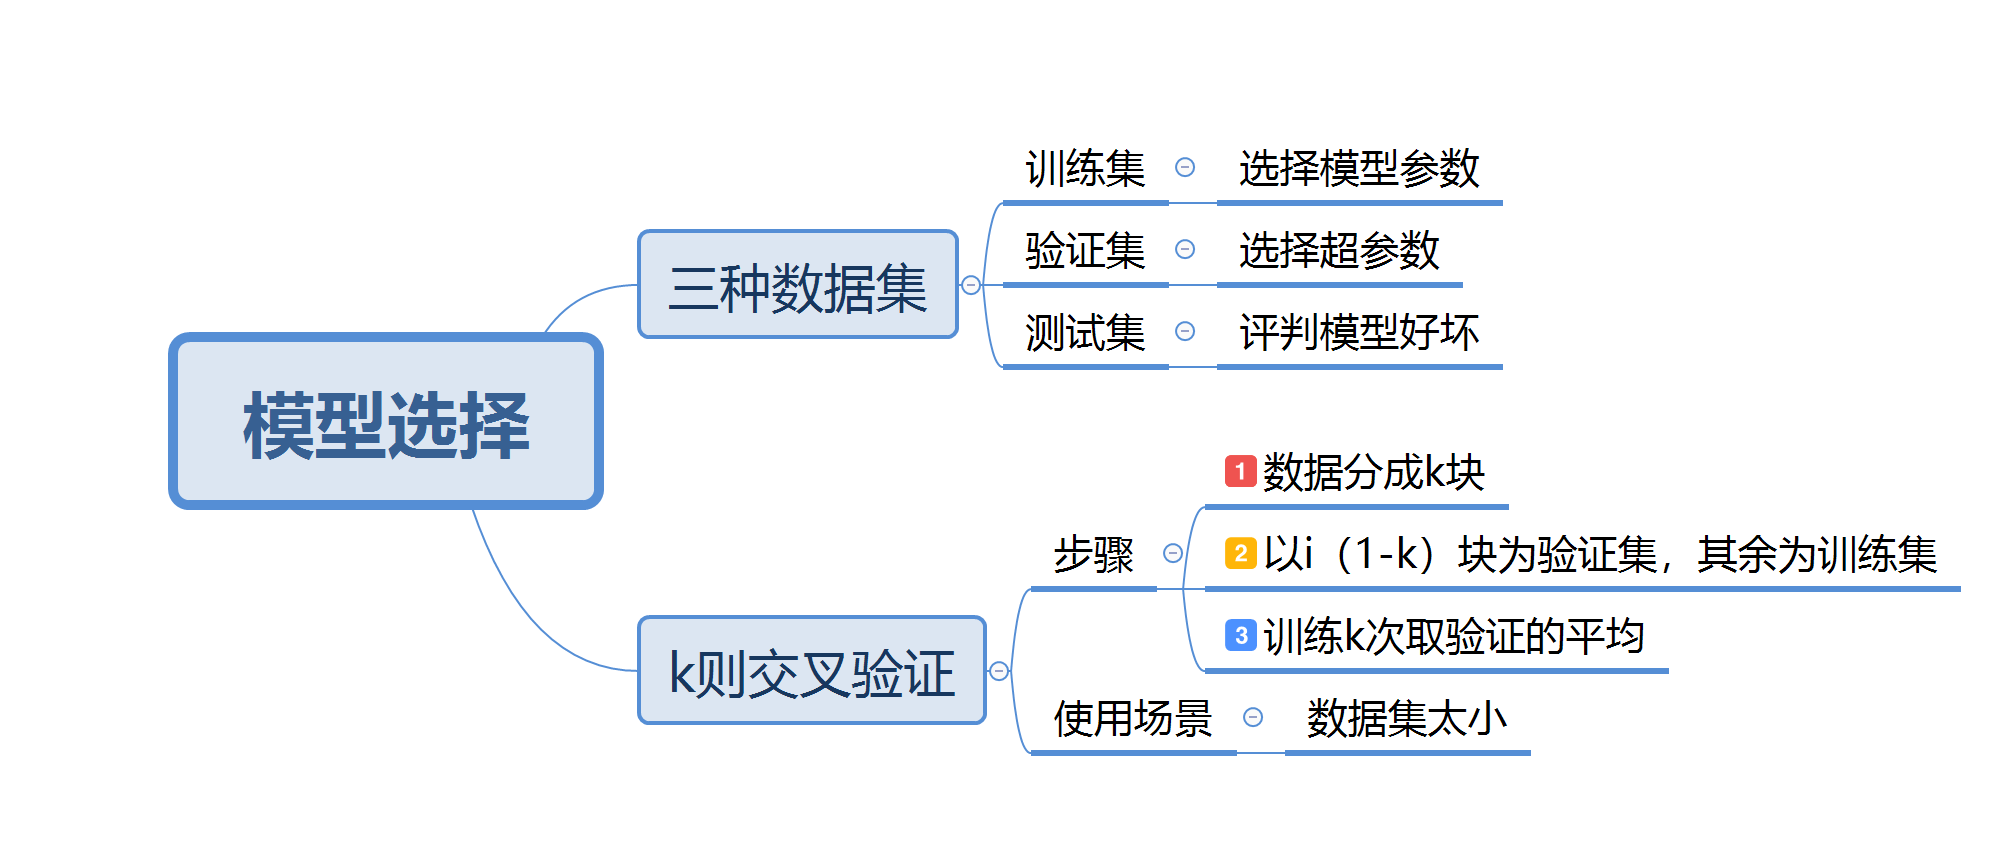 模型选择
三种数据集
训练集
选择模型参数
验证集
选择超参数
测试集
评判模型好坏
k则交叉验证
步骤
1 数据分成k块
2 以i（1-k）块为验证集，其余为训练集
3 训练k次取验证的平均
使用场景
数据集太小